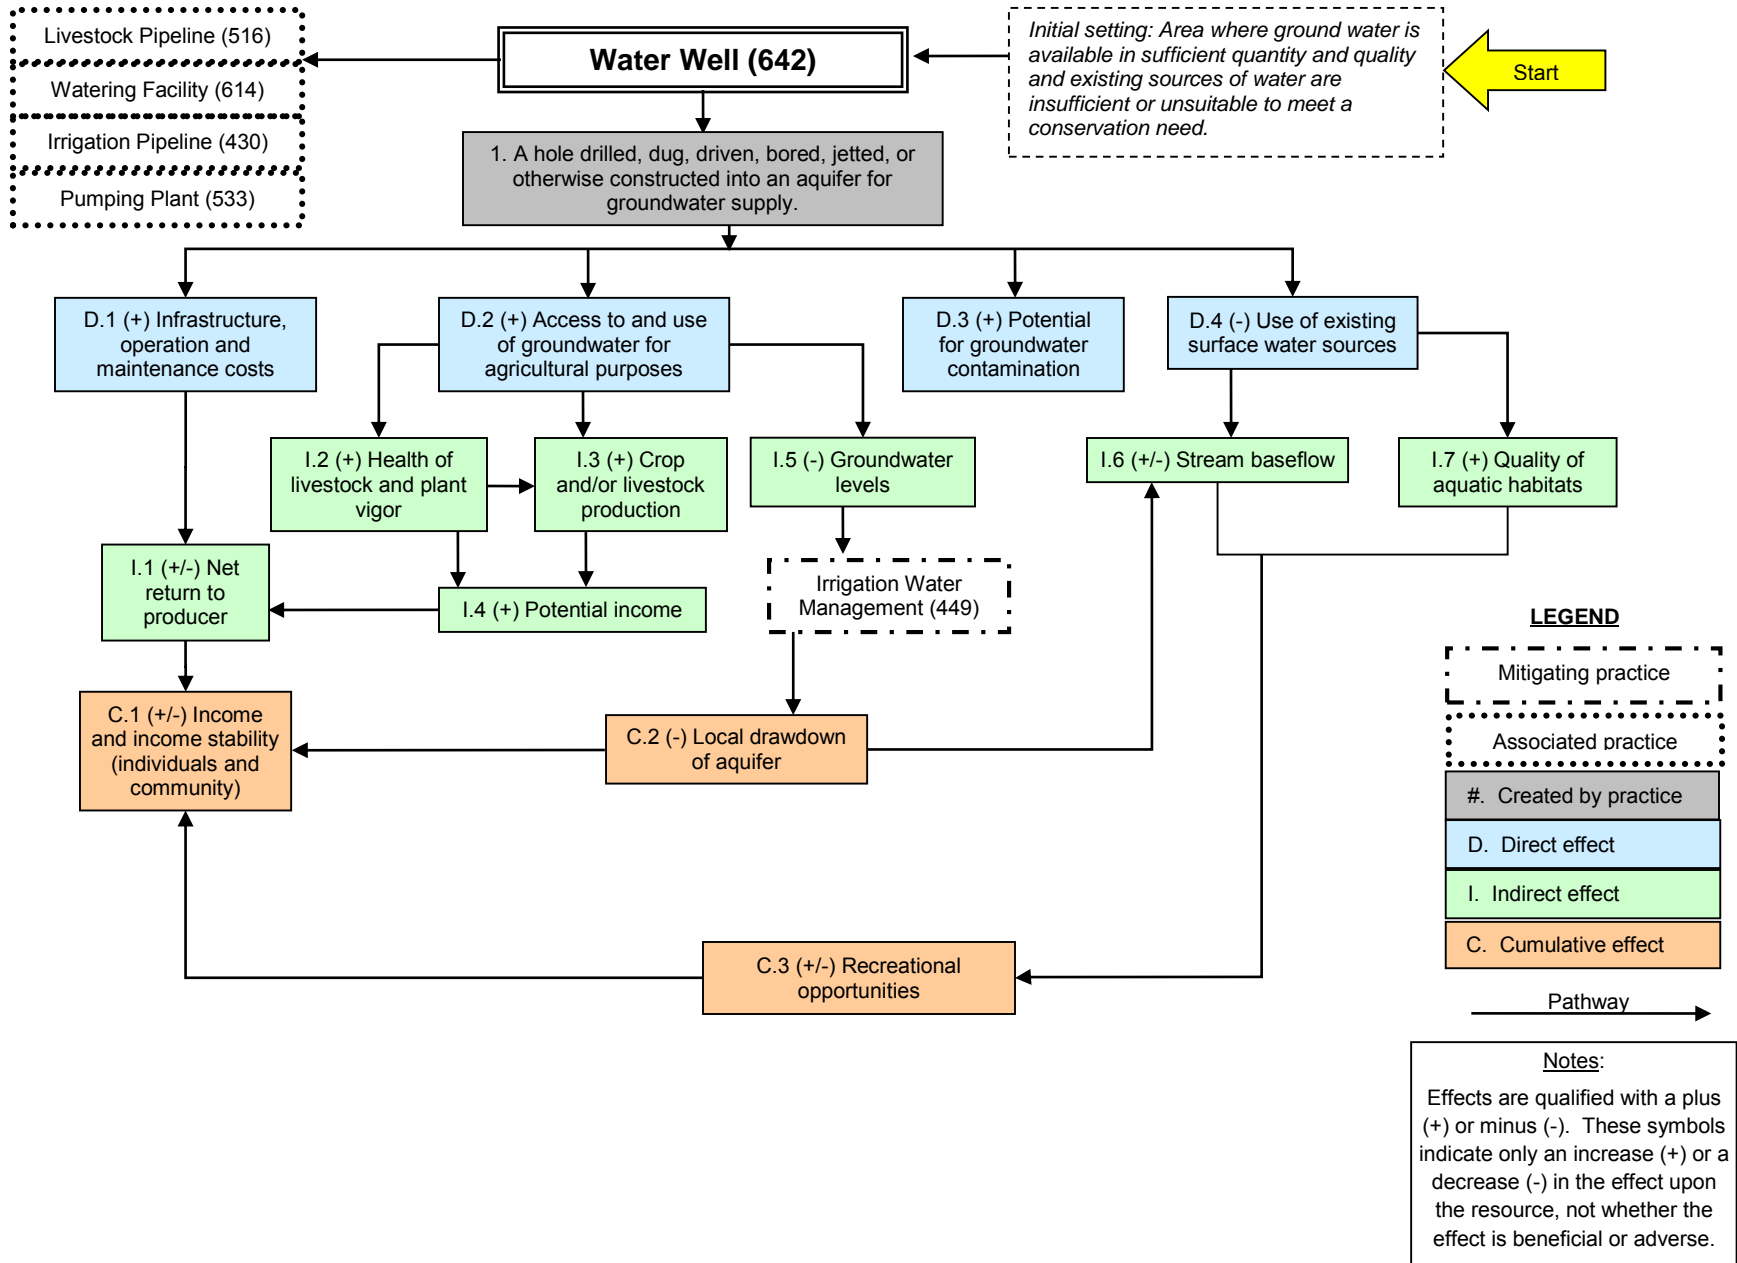 Livestock Pipeline (516)
Watering Facility (614)
Irrigation Pipeline (430)
Pumping Plant (533)
Water Well (642)
Initial setting: Area where ground water is
available in sufficient quantity and quality
and existing sources of water are
insufficient or unsuitable to meet a
conservation need.
Start
1. A hole drilled, dug, driven, bored, jetted, or
otherwise constructed into an aquifer for
groundwater supply.
D.1 (+) Infrastructure,
operation and
maintenance costs
D.2 (+) Access to and use
of groundwater for
agricultural purposes
D.3 (+) Potential
for groundwater
contamination
D.4 (-) Use of existing
surface water sources
I.2 (+) Health of
livestock and plant
vigor
I.3 (+) Crop
and/or livestock
production
I.5 (-) Groundwater
levels
I.6 (+/-) Stream baseflow
I.7 (+) Quality of
aquatic habitats
I.1 (+/-) Net
return to
producer
I.4 (+) Potential income
Irrigation Water
Management (449)
C.1 (+/-) Income
and income stability
(individuals and
community)
C.2 (-) Local drawdown
of aquifer
C.3 (+/-) Recreational
opportunities
LEGEND
Mitigating practice
Associated practice
#. Created by practice
D. Direct effect
I. Indirect effect
C. Cumulative effect
Pathway
Notes:
Effects are qualified with a plus
(+) or minus (-). These symbols
indicate only an increase (+) or a
decrease (-) in the effect upon
the resource, not whether the
effect is beneficial or adverse.